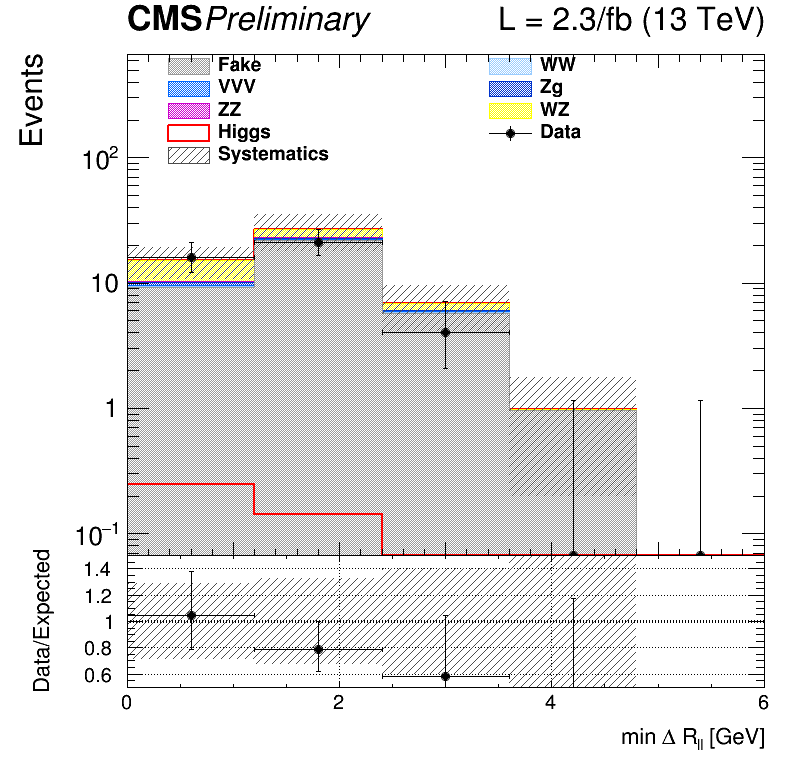 CMS Preliminary L = 2.3/fb (13 TeV)
Events
Fake WW
VVV Zg
ZZ WZ
Higgs Data
Systematics
10²
10
1
10⁻¹
Data/Expected
1.4
1.2
1
0.8
0.6
0 2 4 6
min Δ R_ll [GeV]